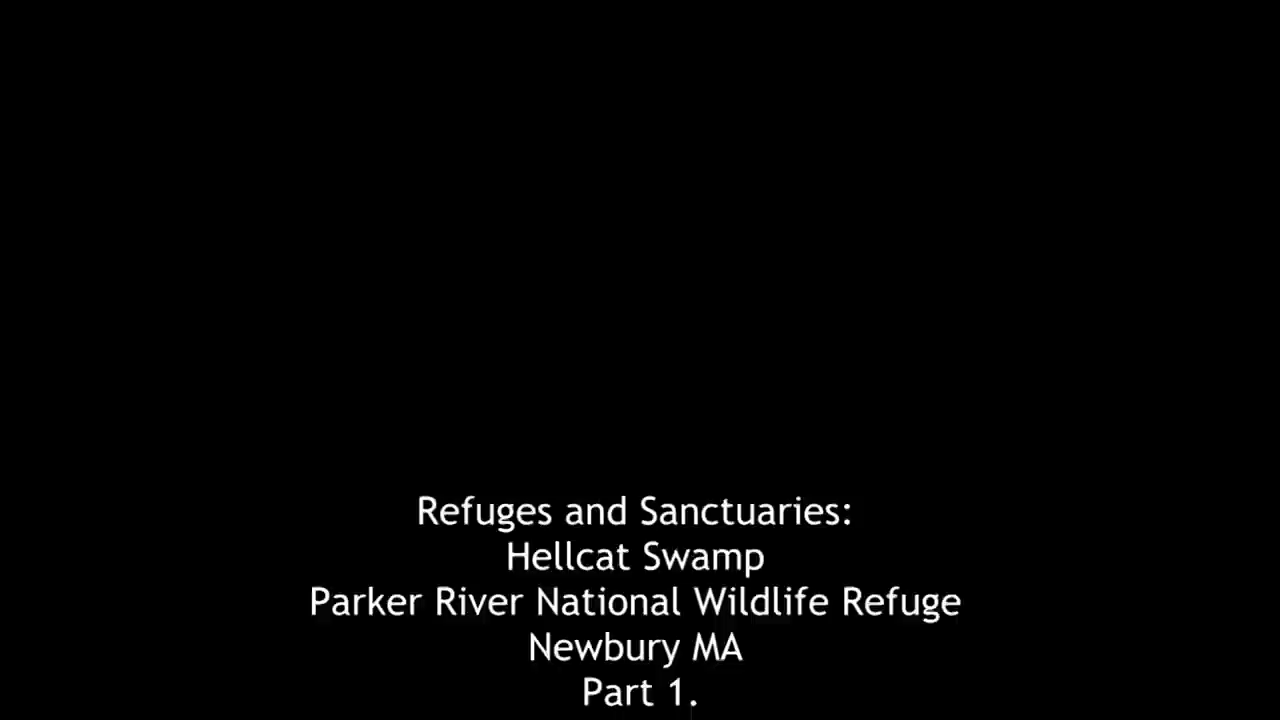 Refuges and Sanctuaries:
Hellcat Swamp
Parker River National Wildlife Refuge
Newbury MA
Part 1.